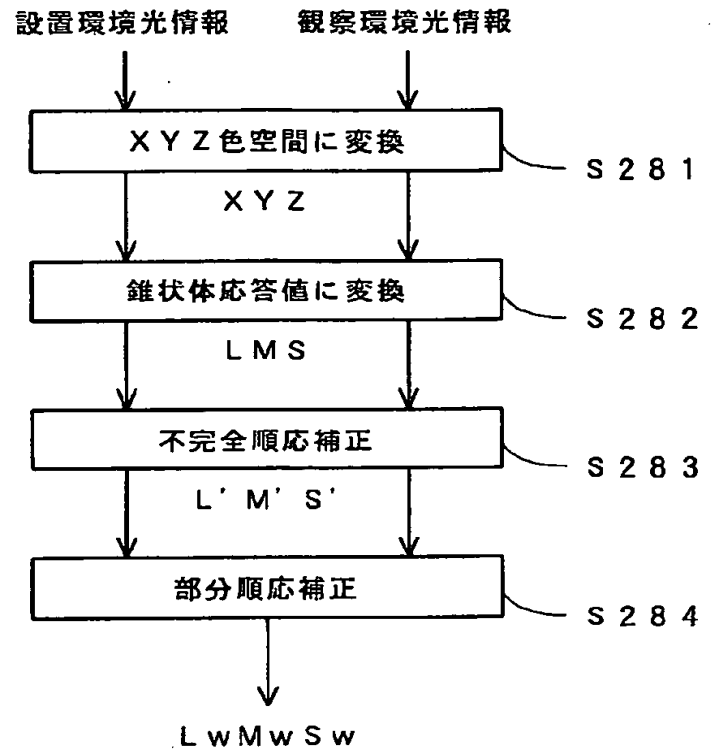 設置環境光情報 観察環境光情報
XYZ色空間に変換
S281
XYZ
錐状体応答値に変換
S282
LMS
不完全順応補正
S283
L'M'S'
部分順応補正
S284
LwMwSw